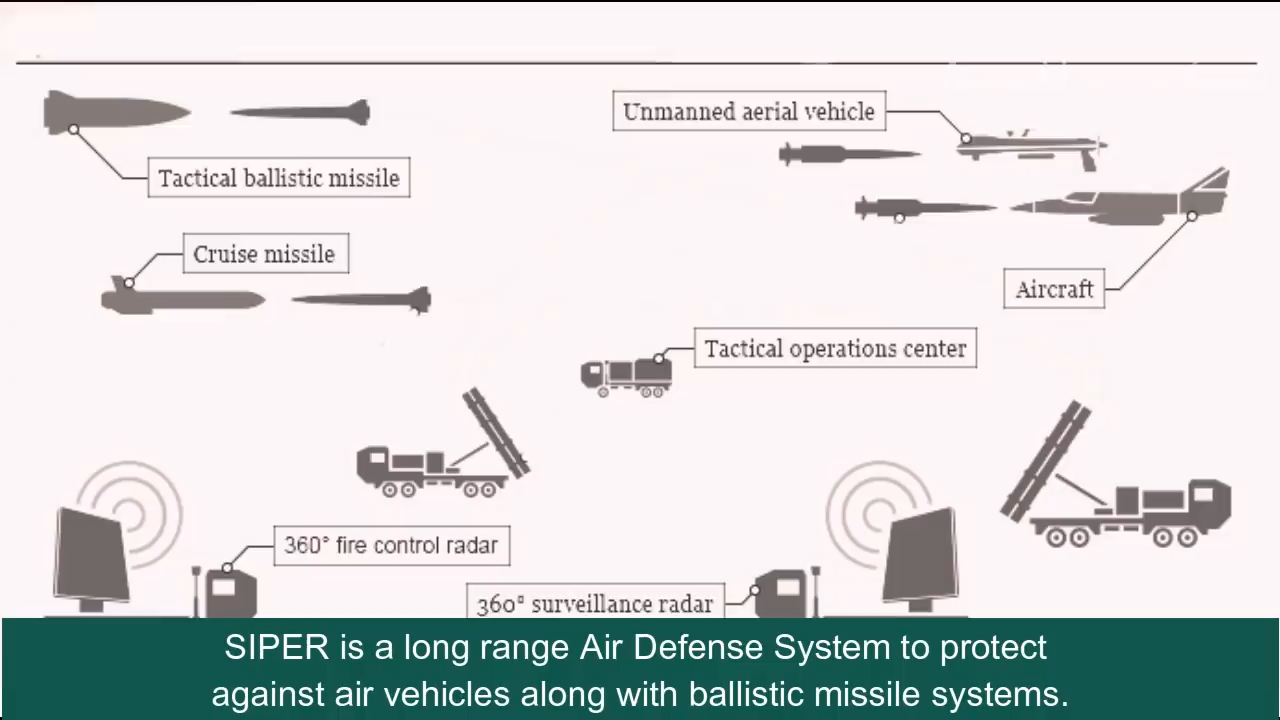 Unmanned aerial vehicle
Tactical ballistic missile
Cruise missile
Aircraft
Tactical operations center
360° fire control radar
360° surveillance radar
SIPER is a long range Air Defense System to protect
against air vehicles along with ballistic missile systems.